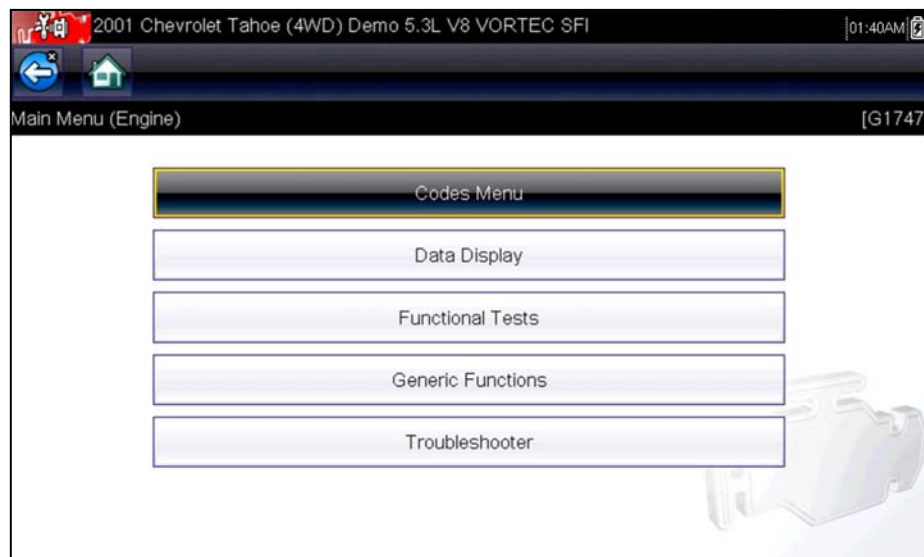 2001 Chevrolet Tahoe (4WD) Demo 5.3L V8 VORTEC SFI 01:40AM
Main Menu (Engine) [G1747
Codes Menu
Data Display
Functional Tests
Generic Functions
Troubleshooter